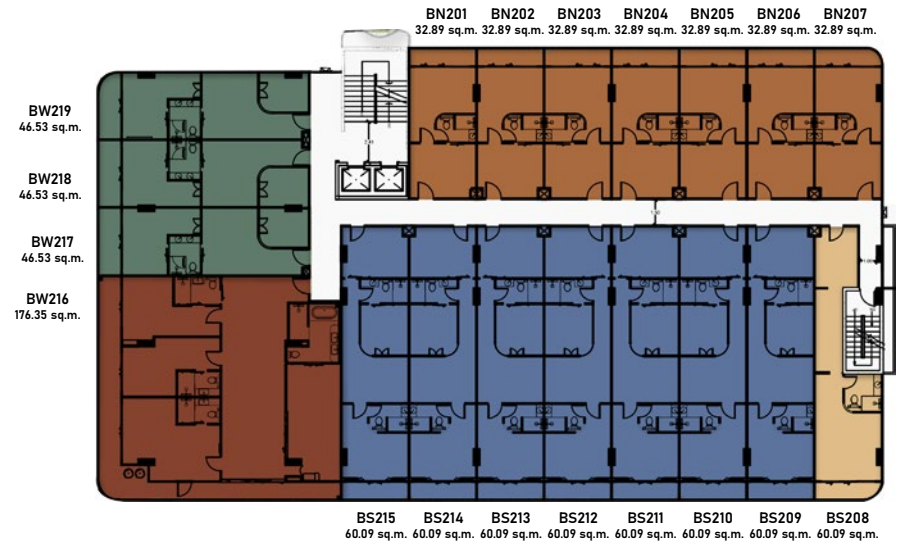 BN201 BN202 BN203 BN204 BN205 BN206 BN207
32.89 sq.m. 32.89 sq.m. 32.89 sq.m. 32.89 sq.m. 32.89 sq.m. 32.89 sq.m. 32.89 sq.m.
BW219
46.53 sq.m.
BW218
46.53 sq.m.
BW217
46.53 sq.m.
BW216
176.35 sq.m.
BS215 BS214 BS213 BS212 BS211 BS210 BS209 BS208
60.09 sq.m. 60.09 sq.m. 60.09 sq.m. 60.09 sq.m. 60.09 sq.m. 60.09 sq.m. 60.09 sq.m. 60.09 sq.m.